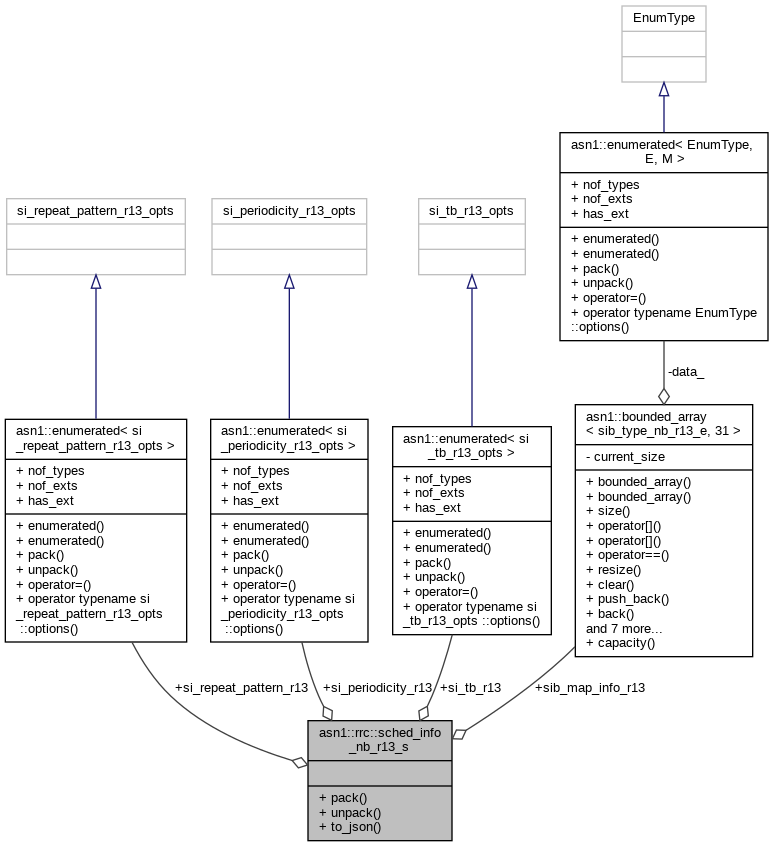 EnumType
asn1::enumerated< EnumType,
E, M >
+ nof_types
+ nof_exts
+ has_ext
+ enumerated()
+ enumerated()
+ pack()
+ unpack()
+ operator=()
+ operator typename EnumType
::options()
si_repeat_pattern_r13_opts
si_periodicity_r13_opts
si_tb_r13_opts
-data_
asn1::enumerated< si
_repeat_pattern_r13_opts >
+ nof_types
+ nof_exts
+ has_ext
+ enumerated()
+ enumerated()
+ pack()
+ unpack()
+ operator=()
+ operator typename si
_repeat_pattern_r13_opts
::options()
asn1::enumerated< si
_periodicity_r13_opts >
+ nof_types
+ nof_exts
+ has_ext
+ enumerated()
+ enumerated()
+ pack()
+ unpack()
+ operator=()
+ operator typename si
_periodicity_r13_opts
::options()
asn1::enumerated< si
_tb_r13_opts >
+ nof_types
+ nof_exts
+ has_ext
+ enumerated()
+ enumerated()
+ pack()
+ unpack()
+ operator=()
+ operator typename si
_tb_r13_opts ::options()
asn1::bounded_array
< sib_type_nb_r13_e, 31 >
- current_size
+ bounded_array()
+ bounded_array()
+ size()
+ operator[]()
+ operator[]()
+ operator==()
+ resize()
+ clear()
+ push_back()
+ back()
and 7 more...
+ capacity()
+si_repeat_pattern_r13
+si_periodicity_r13
+si_tb_r13
+sib_map_info_r13
asn1::rrc::sched_info
_nb_r13_s
+ pack()
+ unpack()
+ to_json()